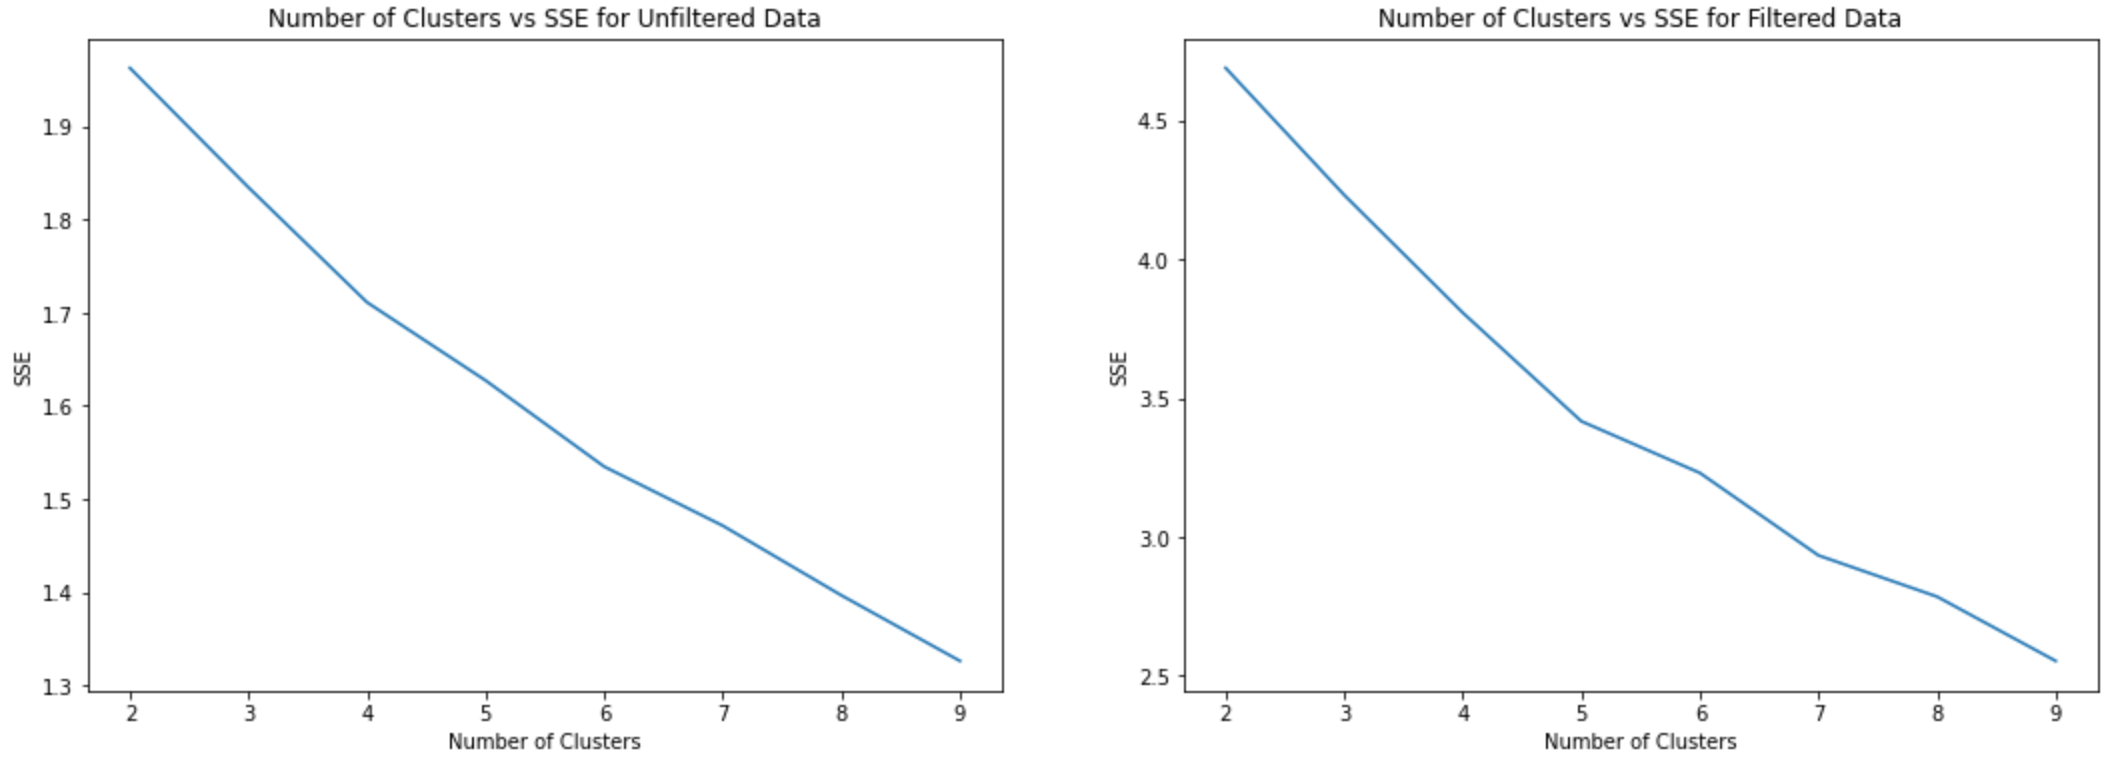 Number of Clusters vs SSE for Unfiltered Data
1.9
1.8
1.7
1.6
1.5
1.4
1.3
SSE
2 3 4 5 6 7 8 9
Number of Clusters
Number of Clusters vs SSE for Filtered Data
4.5
4.0
3.5
3.0
2.5
SSE
2 3 4 5 6 7 8 9
Number of Clusters